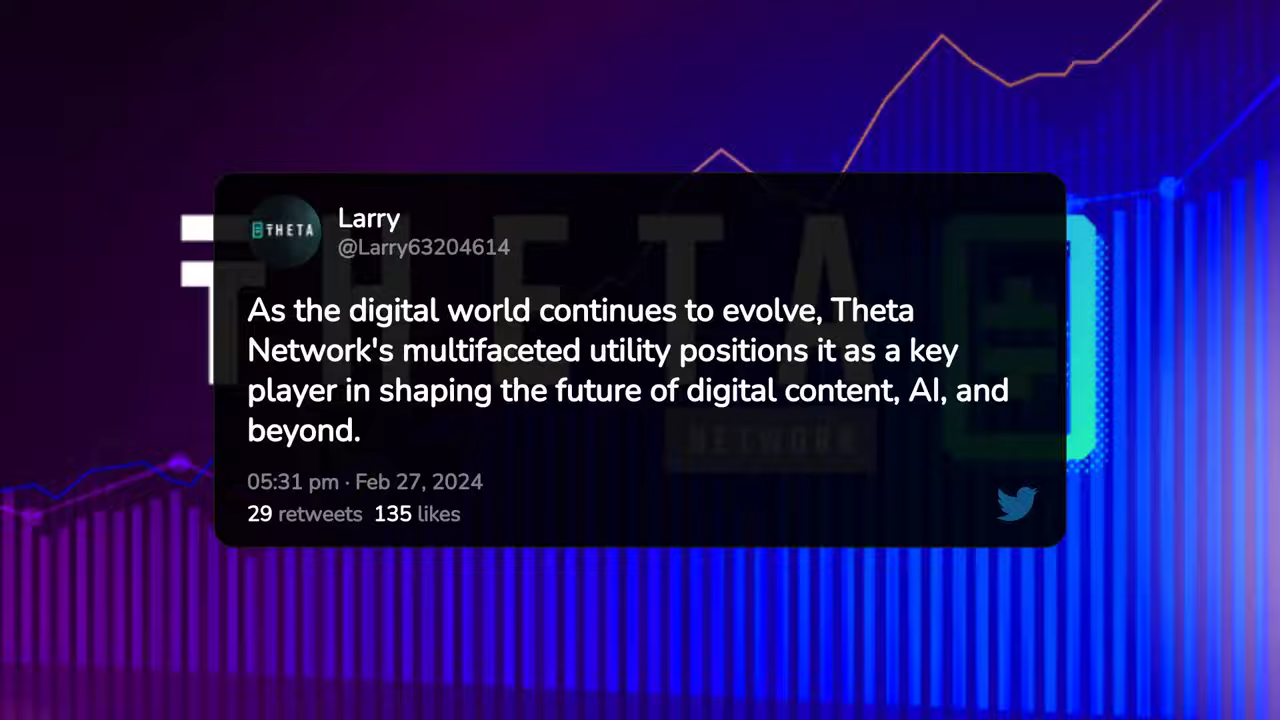 THETA
Larry
@Larry63204614
As the digital world continues to evolve, Theta
Network's multifaceted utility positions it as a key
player in shaping the future of digital content, AI, and
beyond.
05:31 pm · Feb 27, 2024
29 retweets 135 likes
THETA
NETWORK